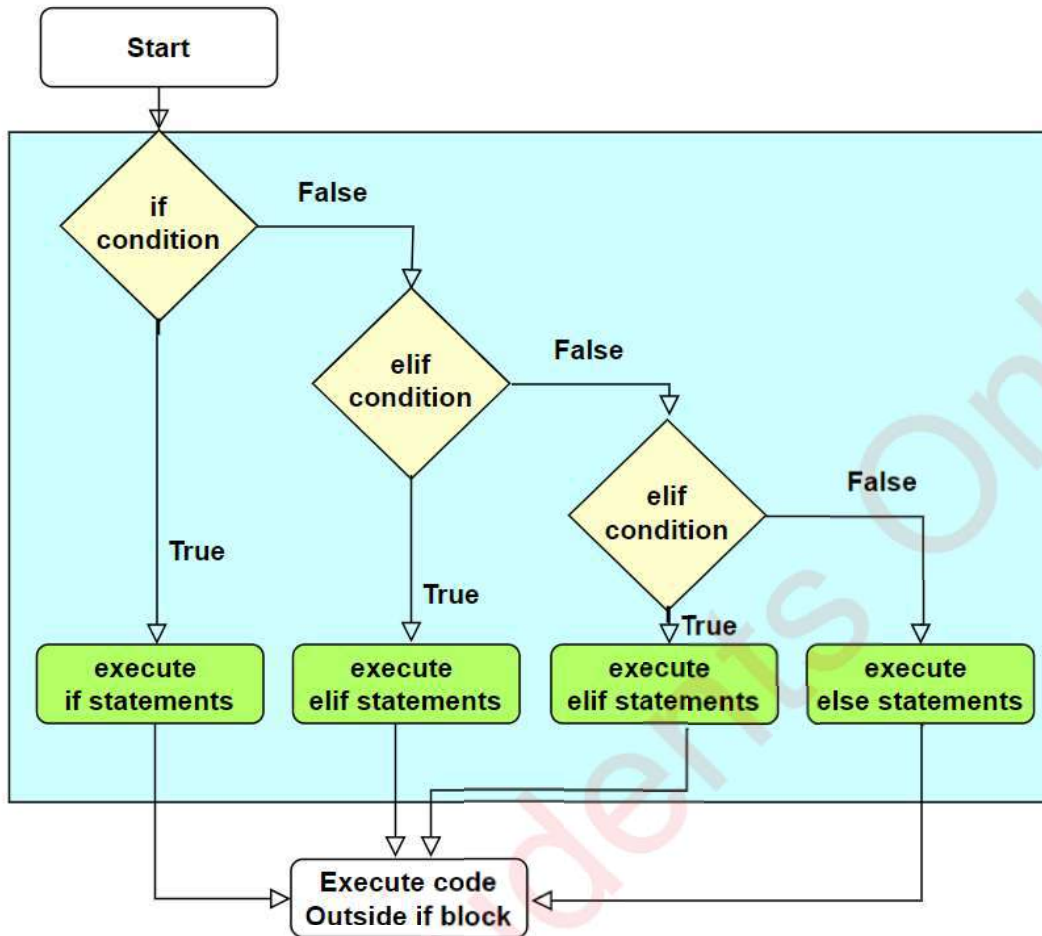 Start
if
condition
False
elif
condition
False
elif
condition
False
True
True
True
execute
if statements
execute
elif statements
execute
elif statements
execute
else statements
Execute code
Outside if block